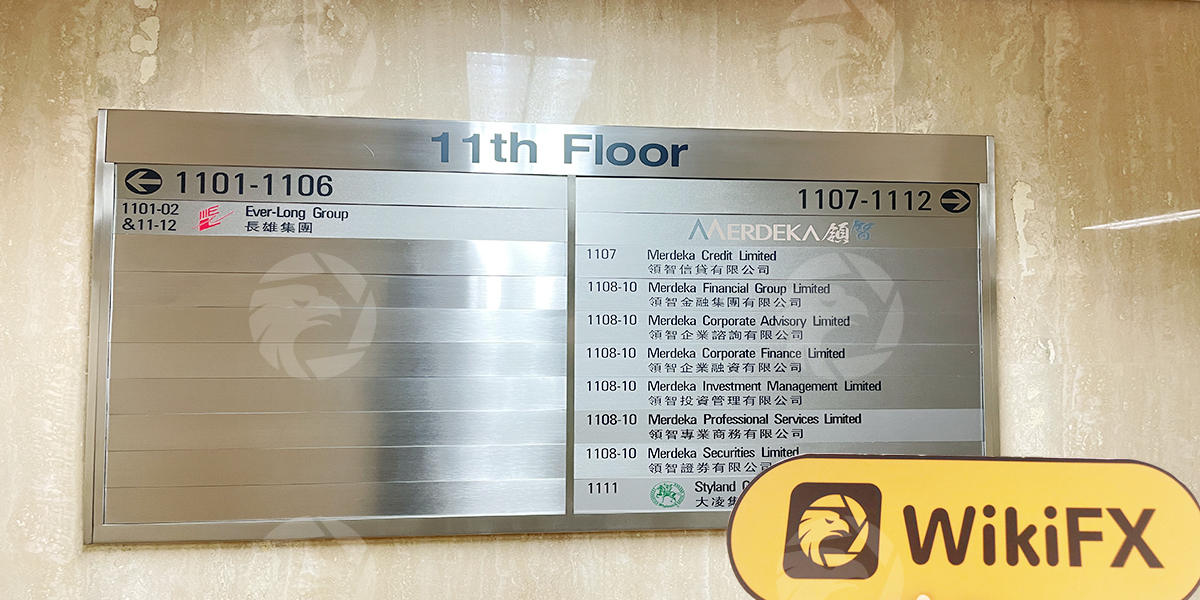 11th Floor
1101-1106
1101-02 Ever-Long Group
&11-12 長雄集團
1107-1112
MERDEKA領智
1107 Merdeka Credit Limited
領智信貸有限公司
1108-10 Merdeka Financial Group Limited
領智金融集團有限公司
1108-10 Merdeka Corporate Advisory Limited
領智企業諮詢有限公司
1108-10 Merdeka Corporate Finance Limited
領智企業融資有限公司
1108-10 Merdeka Investment Management Limited
領智投資管理有限公司
1108-10 Merdeka Professional Services Limited
領智專業商務有限公司
1108-10 Merdeka Securities Limited
領智證券有限公司
1111 Styland
大凌集
WikiFX